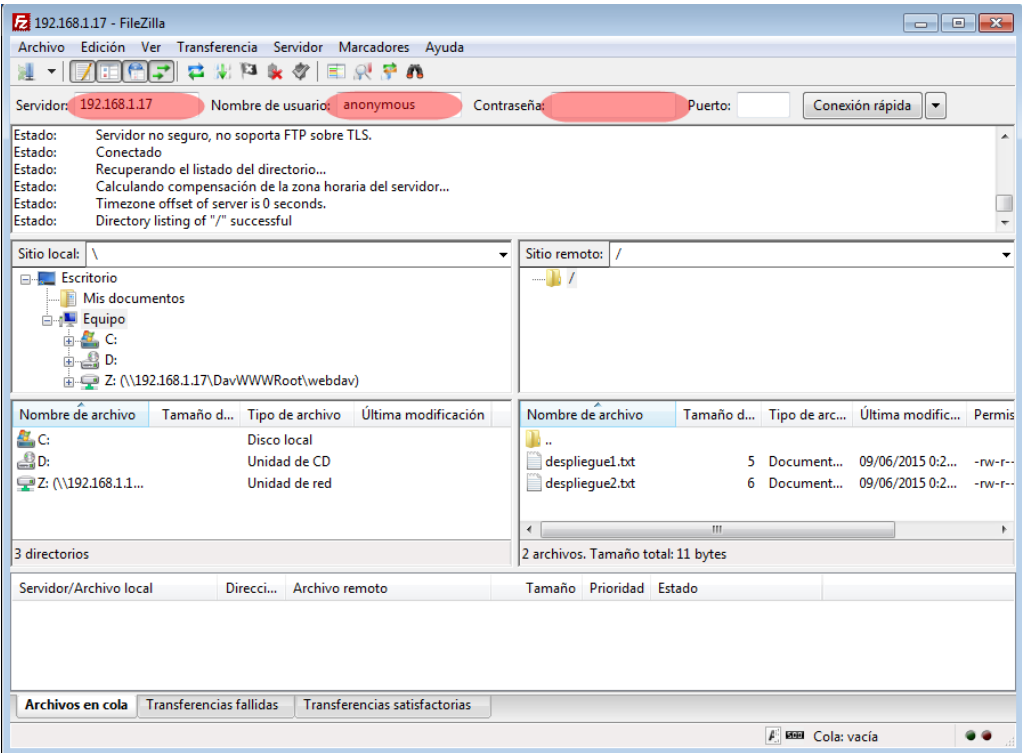 192.168.1.17 - FileZilla
Archivo Edición Ver Transferencia Servidor Marcadores Ayuda
Servidor: 192.168.1.17 Nombre de usuario: anonymous Contraseña: Puerto: Conexión rápida
Estado: Servidor no seguro, no soporta FTP sobre TLS.
Estado: Conectado
Estado: Recuperando el listado del directorio...
Estado: Calculando compensación de la zona horaria del servidor...
Estado: Timezone offset of server is 0 seconds.
Estado: Directory listing of "/" successful
Sitio local: \
Escritorio
Mis documentos
Equipo
C:
D:
Z: (\\192.168.1.17\DavWWWRoot\webdav)
Sitio remoto: /
/
Nombre de archivo Tamaño d... Tipo de archivo Última modificación
C: Disco local
D: Unidad de CD
Z: (\\192.168.1.1... Unidad de red
3 directorios
Nombre de archivo Tamaño d... Tipo de arc... Última modific... Permis
..
despliegue1.txt 5 Document... 09/06/2015 0:2... -rw-r--
despliegue2.txt 6 Document... 09/06/2015 0:2... -rw-r--
2 archivos. Tamaño total: 11 bytes
Servidor/Archivo local Direcci... Archivo remoto Tamaño Prioridad Estado
Archivos en cola Transferencias fallidas Transferencias satisfactorias
Cola: vacía